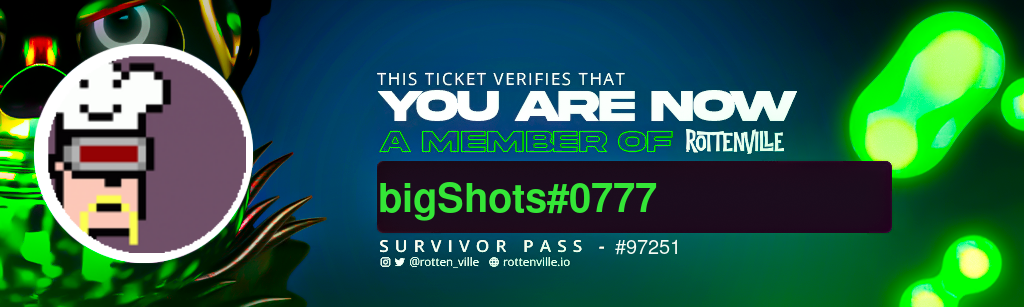 THIS TICKET VERIFIES THAT
YOU ARE NOW
A MEMBER OF ROTTENVILLE
bigShots#0777
SURVIVOR PASS - #97251
@rotten_ville rottenville.io